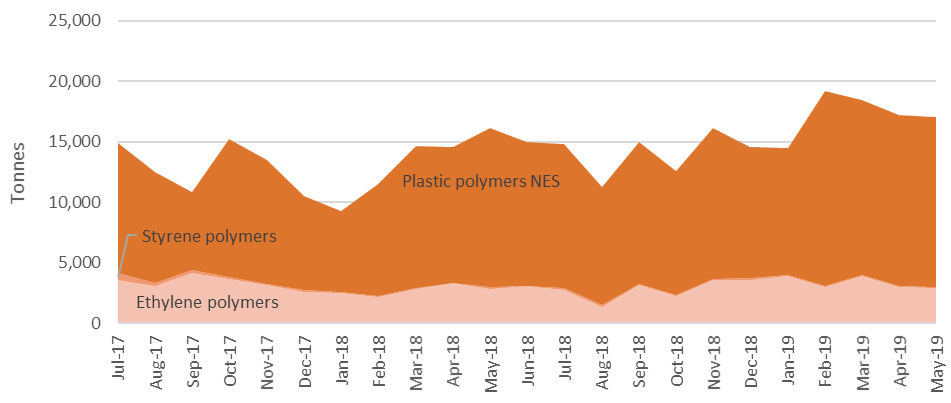 25,000
20,000
15,000
10,000
5,000
0
Tonnes
Plastic polymers NES
Styrene polymers
Ethylene polymers
Jul-17
Aug-17
Sep-17
Oct-17
Nov-17
Dec-17
Jan-18
Feb-18
Mar-18
Apr-18
May-18
Jun-18
Jul-18
Aug-18
Sep-18
Oct-18
Nov-18
Dec-18
Jan-19
Feb-19
Mar-19
Apr-19
May-19